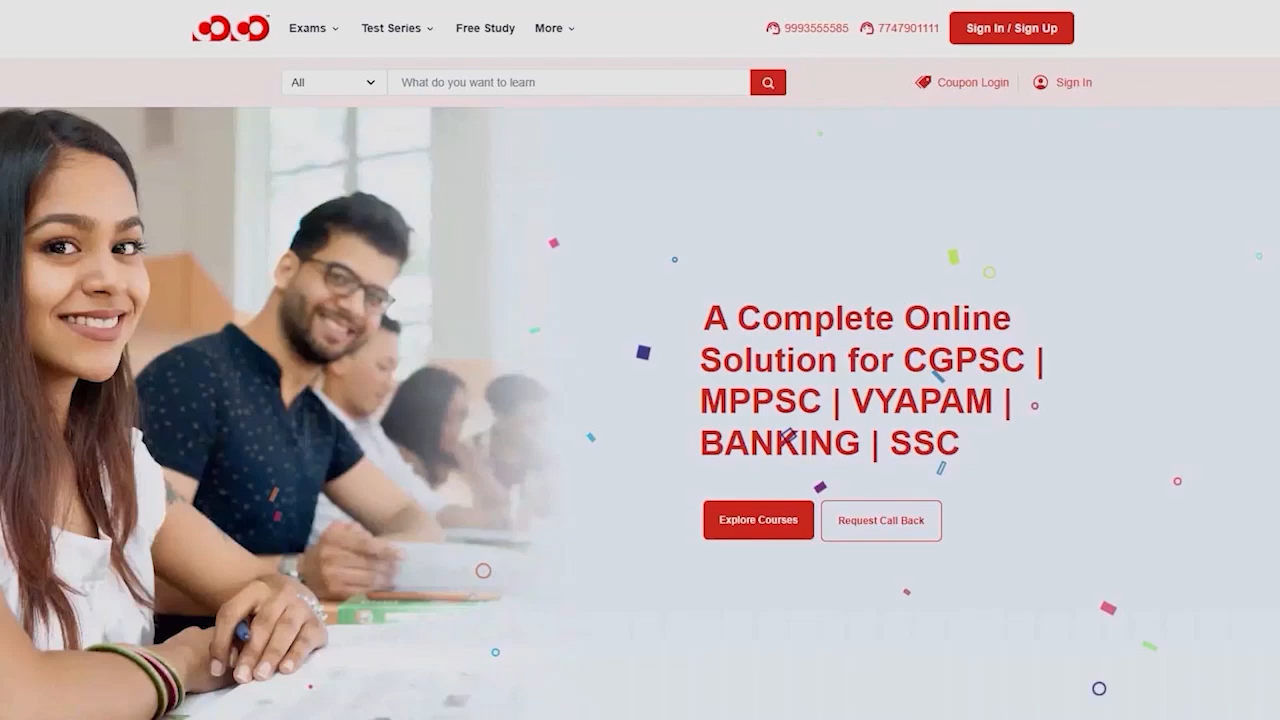 Exams
Test Series
Free Study
More
9993555585
7747901111
Sign In / Sign Up
All
What do you want to learn
Coupon Login
Sign In
A Complete Online
Solution for CGPSC |
MPPSC | VYAPAM |
BANKING | SSC
Explore Courses
Request Call Back